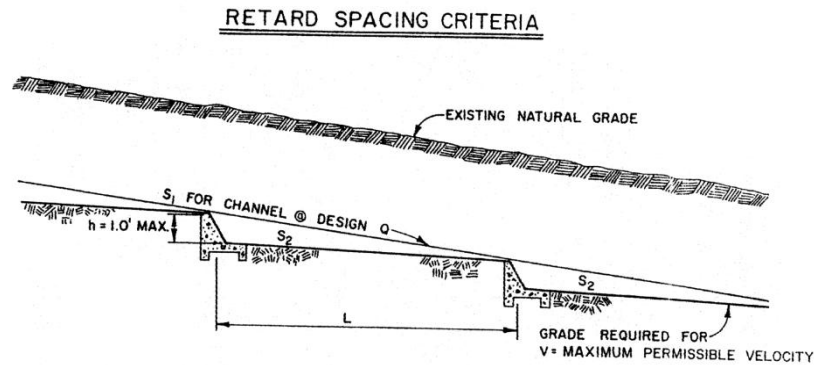 RETARD SPACING CRITERIA
EXISTING NATURAL GRADE
S1 FOR CHANNEL @ DESIGN Q
h = 1.0' MAX.
S2
S2
L
GRADE REQUIRED FOR
V = MAXIMUM PERMISSIBLE VELOCITY